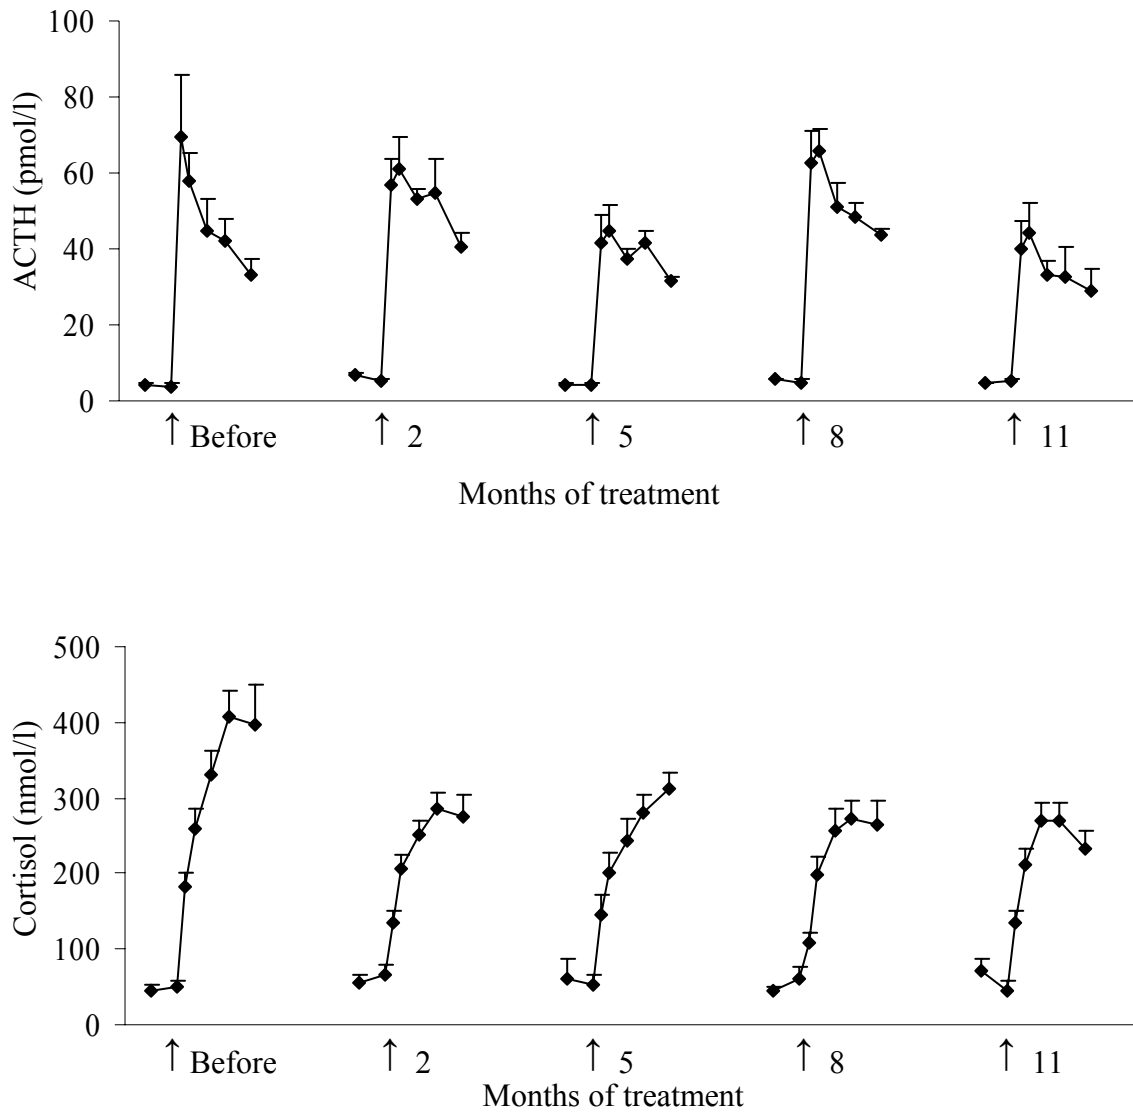 100
80
60
40
20
0
ACTH (pmol/l)
↑ Before ↑ 2 ↑ 5 ↑ 8 ↑ 11
Months of treatment
500
400
300
200
100
0
Cortisol (nmol/l)
↑ Before ↑ 2 ↑ 5 ↑ 8 ↑ 11
Months of treatment